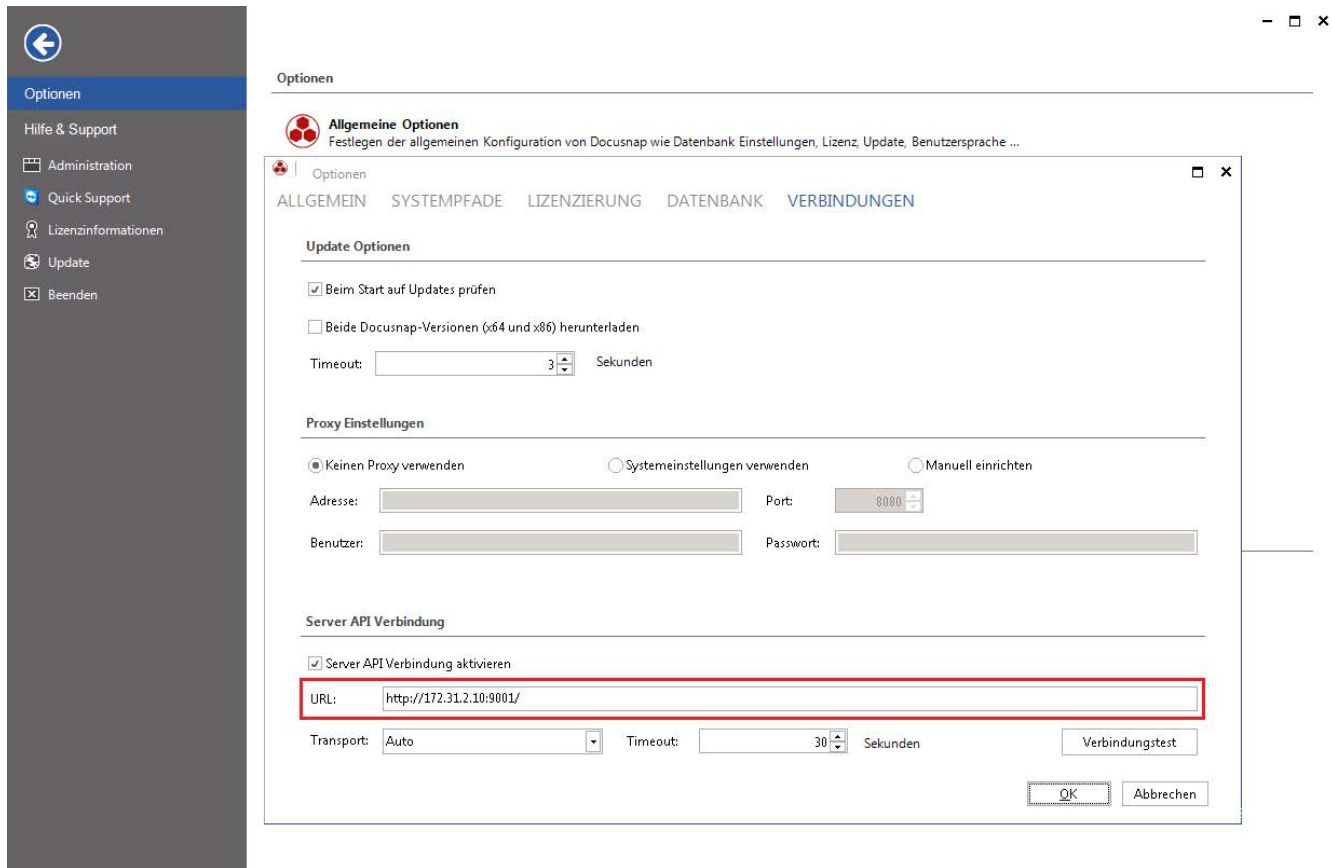 Optionen
Hilfe & Support
Administration
Quick Support
Lizenzinformationen
Update
Beenden
Optionen
Allgemeine Optionen
Festlegen der allgemeinen Konfiguration von Docusnap wie Datenbank Einstellungen, Lizenz, Update, Benutzersprache ...
Optionen
ALLGEMEIN SYSTEMPFADE LIZENZIERUNG DATENBANK VERBINDUNGEN
Update Optionen
Beim Start auf Updates prüfen
Beide Docusnap-Versionen (x64 und x86) herunterladen
Timeout: 3 Sekunden
Proxy Einstellungen
Keinen Proxy verwenden Systemeinstellungen verwenden Manuell einrichten
Adresse: Port: 8080
Benutzer: Passwort:
Server API Verbindung
Server API Verbindung aktivieren
URL: http://172.31.2.10:9001/
Transport: Auto Timeout: 30 Sekunden Verbindungstest
OK Abbrechen